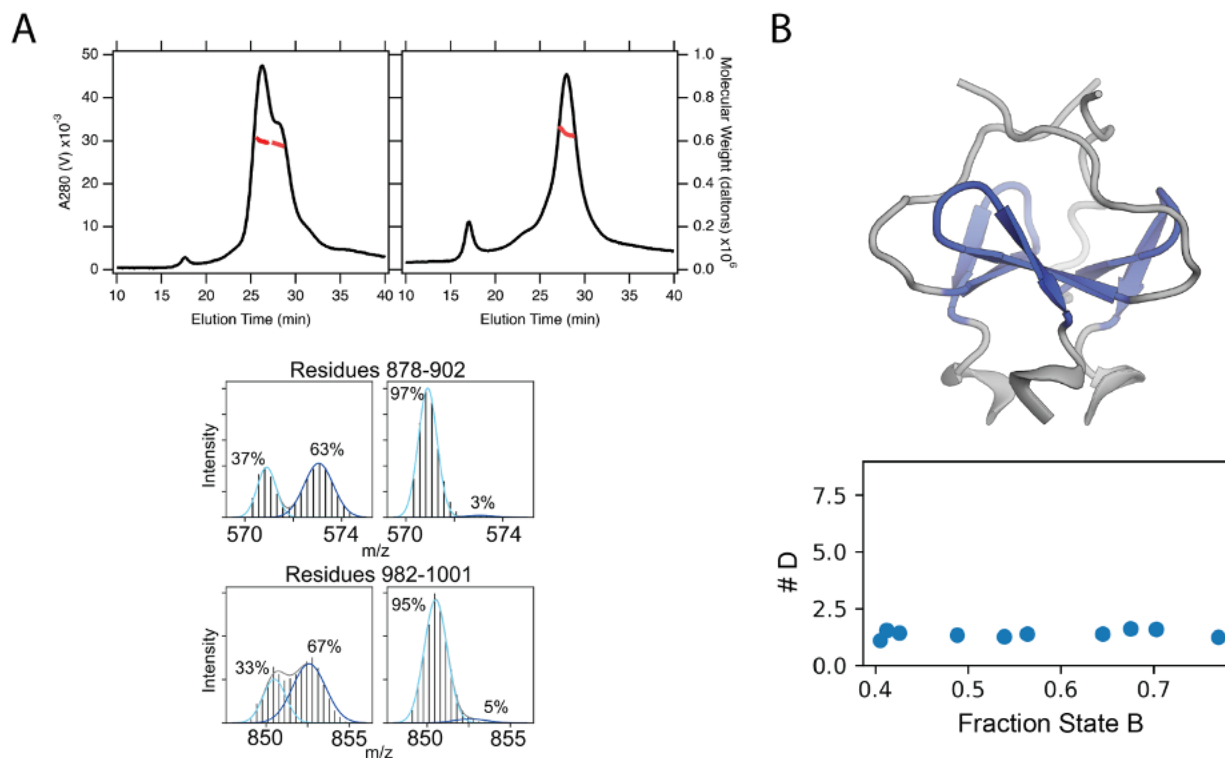 A
B
50
40
30
20
10
0
A280 (V) x10-3
10 15 20 25 30 35 40
Elution Time (min)
10 15 20 25 30 35 40
Elution Time (min)
1.0
0.8
0.6
0.4
0.2
0.0
Molecular Weight (daltons) x10⁶
Residues 878-902
Intensity
37%
63%
97%
3%
570 574
570 574
m/z
Residues 982-1001
Intensity
33%
67%
95%
5%
850 855
850 855
m/z
# D
7.5
5.0
2.5
0.0
0.4 0.5 0.6 0.7
Fraction State B